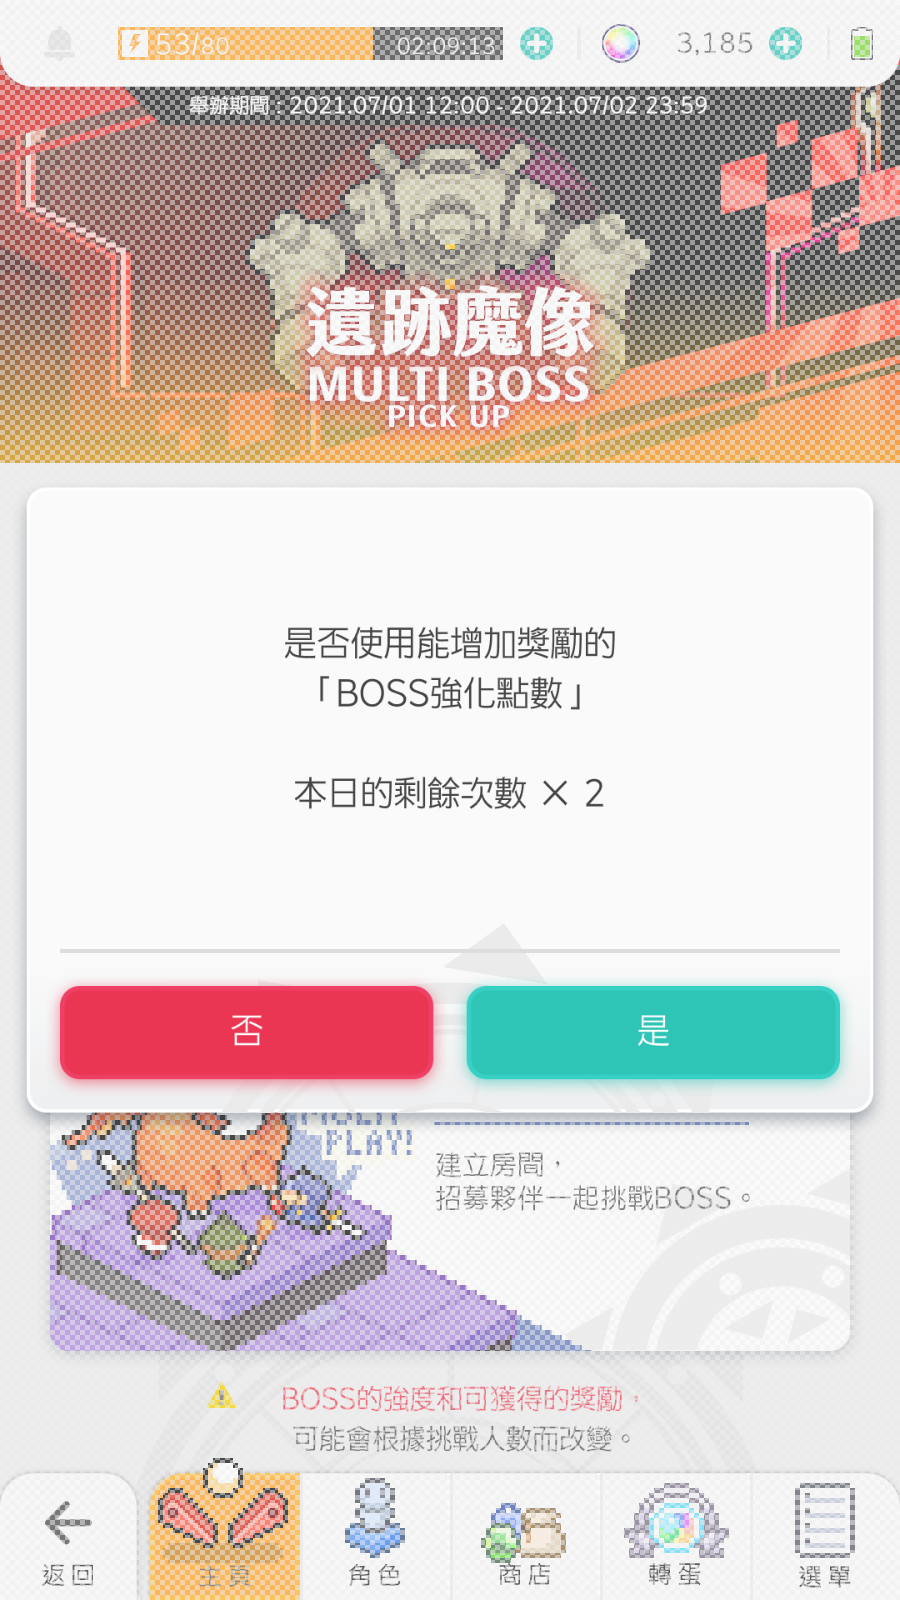 53/80
02:09:13
3,185
舉辦期間：2021.07/01 12:00 - 2021.07/02 23:59
遺跡魔像
MULTI BOSS
PICK UP
是否使用能增加獎勵的
「BOSS強化點數」
本日的剩餘次數 × 2
否
是
PLAY!
建立房間，
招募夥伴一起挑戰BOSS。
BOSS的強度和可獲得的獎勵，
可能會根據挑戰人數而改變。
返回
主頁
角色
商店
轉蛋
選單